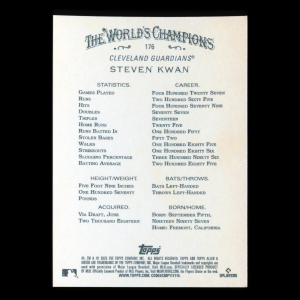 The World's Champions
176
Cleveland Guardians®
Steven Kwan
Statistics. Career.
Games Played Four Hundred Twenty Seven
Runs Two Hundred Sixty Five
Hits Four Hundred Ninety Seven
Doubles Seventy Seven
Triples Seventeen
Home Runs Twenty Five
Runs Batted In One Hundred Fifty
Stolen Bases Fifty Two
Walks One Hundred Eighty Five
Strikeouts One Hundred Eighty Six
Slugging Percentage Three Hundred Ninety Six
Batting Average Two Hundred Eighty Five
Height/Weight. Bats/Throws.
Five Foot Nine Inches Bats Left-Handed
One Hundred Seventy Throws Left-Handed
Pounds
Acquired. Born/Home.
Via Draft, June Born: September Fifth,
Two Thousand Eighteen Nineteen Ninety Seven
Home: Fremont, California
Topps